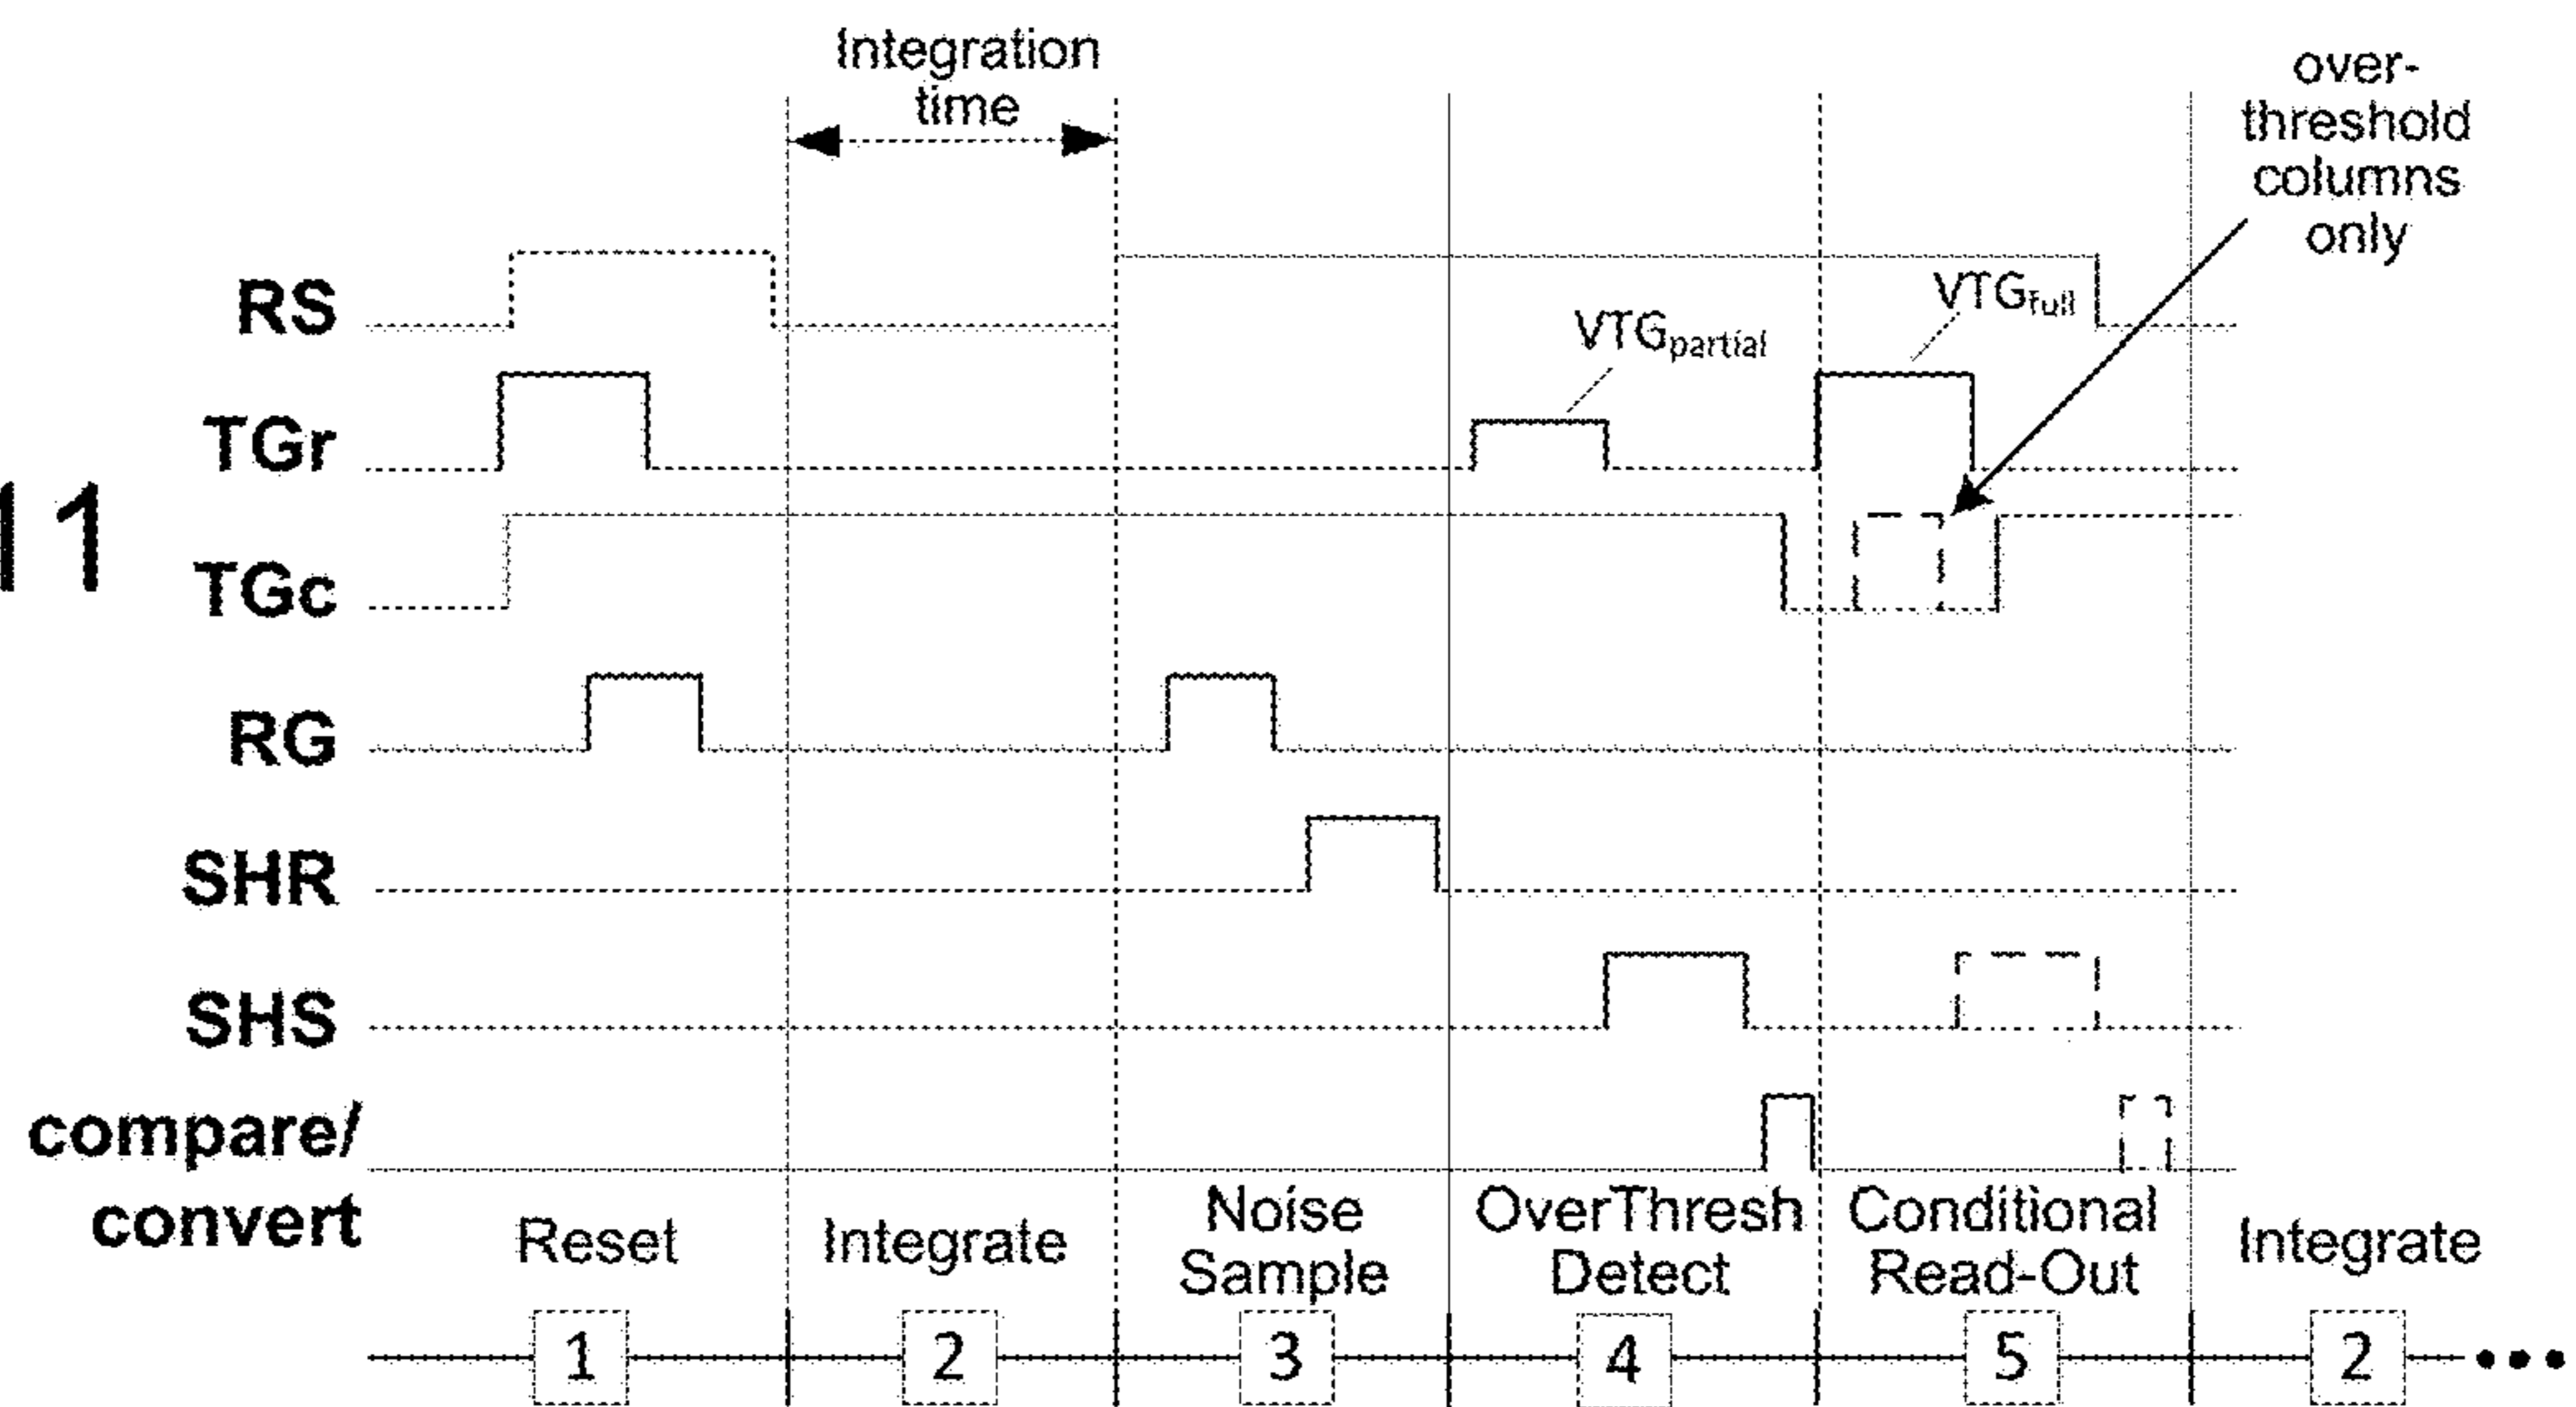 Integration
time
over-
threshold
columns
only
RS
VTGpartial
VTGfull
TGr
11
TGc
RG
SHR
SHS
compare/
convert
Reset
Integrate
Noise
Sample
OverThresh
Detect
Conditional
Read-Out
Integrate
1
2
3
4
5
2
•••